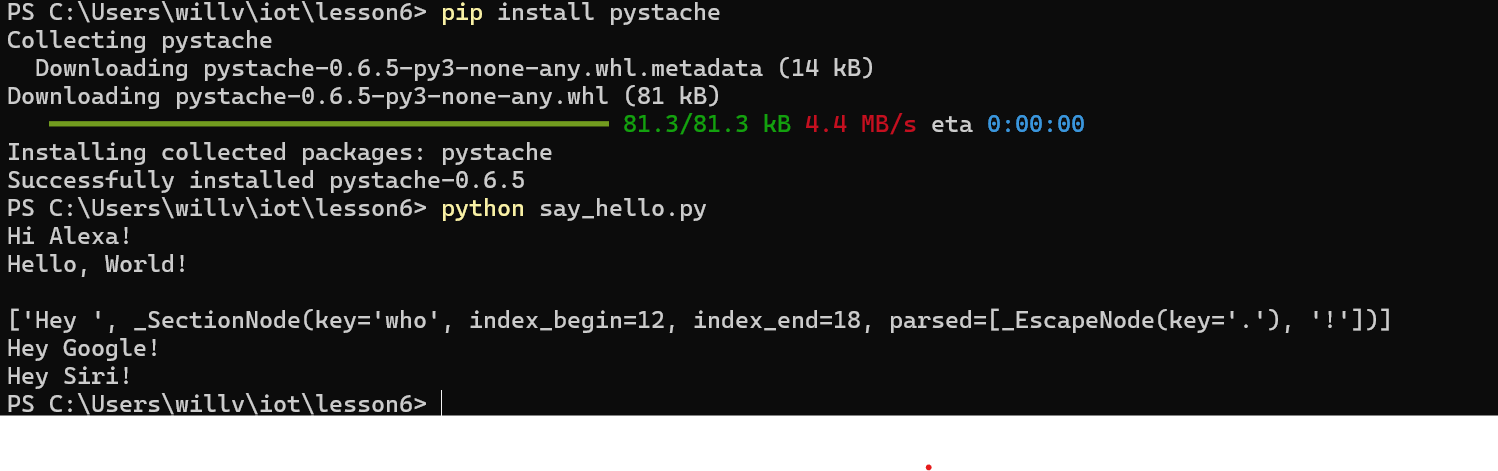 PS C:\Users\willv\iot\lesson6> pip install pystache
Collecting pystache
  Downloading pystache-0.6.5-py3-none-any.whl.metadata (14 kB)
Downloading pystache-0.6.5-py3-none-any.whl (81 kB)
81.3/81.3 kB 4.4 MB/s eta 0:00:00
Installing collected packages: pystache
Successfully installed pystache-0.6.5
PS C:\Users\willv\iot\lesson6> python say_hello.py
Hi Alexa!
Hello, World!

['Hey ', _SectionNode(key='who', index_begin=12, index_end=18, parsed=[_EscapeNode(key='.'), '!'])]
Hey Google!
Hey Siri!
PS C:\Users\willv\iot\lesson6>